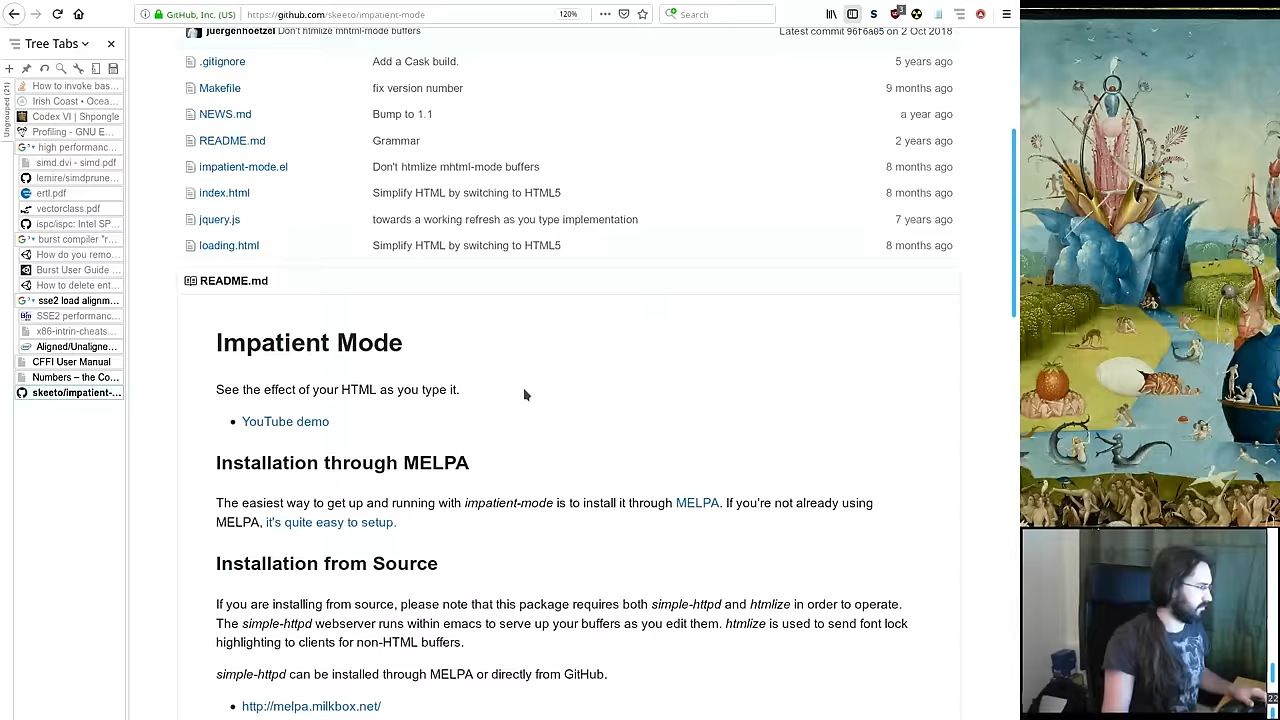 GitHub, Inc. (US)
https://github.com/skeeto/impatient-mode
120%
Search
Tree Tabs
Ungrouped (21)
How to invoke bas...
Irish Coast • Ocea...
Codex VI | Shpongle
Profiling - GNU E...
high performanc...
simd.dvi - simd.pdf
lemire/simdprune...
ertl.pdf
vectorclass.pdf
ispc/ispc: Intel SP...
burst compiler "r...
How do you remo...
Burst User Guide ...
How to delete ent...
sse2 load alignm...
SSE2 performanc...
x86-intrin-cheats...
Aligned/Unaligne...
CFFI User Manual
Numbers – the Co...
skeeto/impatient-...
juergenhoetzel Don't htmlize mhtml-mode buffers
Latest commit 96f6a05 on 2 Oct 2018
.gitignore Add a Cask build. 5 years ago
Makefile fix version number 9 months ago
NEWS.md Bump to 1.1 a year ago
README.md Grammar 2 years ago
impatient-mode.el Don't htmlize mhtml-mode buffers 8 months ago
index.html Simplify HTML by switching to HTML5 8 months ago
jquery.js towards a working refresh as you type implementation 7 years ago
loading.html Simplify HTML by switching to HTML5 8 months ago
README.md
Impatient Mode
See the effect of your HTML as you type it.
• YouTube demo
Installation through MELPA
The easiest way to get up and running with impatient-mode is to install it through MELPA. If you're not already using
MELPA, it's quite easy to setup.
Installation from Source
If you are installing from source, please note that this package requires both simple-httpd and htmlize in order to operate.
The simple-httpd webserver runs within emacs to serve up your buffers as you edit them. htmlize is used to send font lock
highlighting to clients for non-HTML buffers.
simple-httpd can be installed through MELPA or directly from GitHub.
• http://melpa.milkbox.net/
22